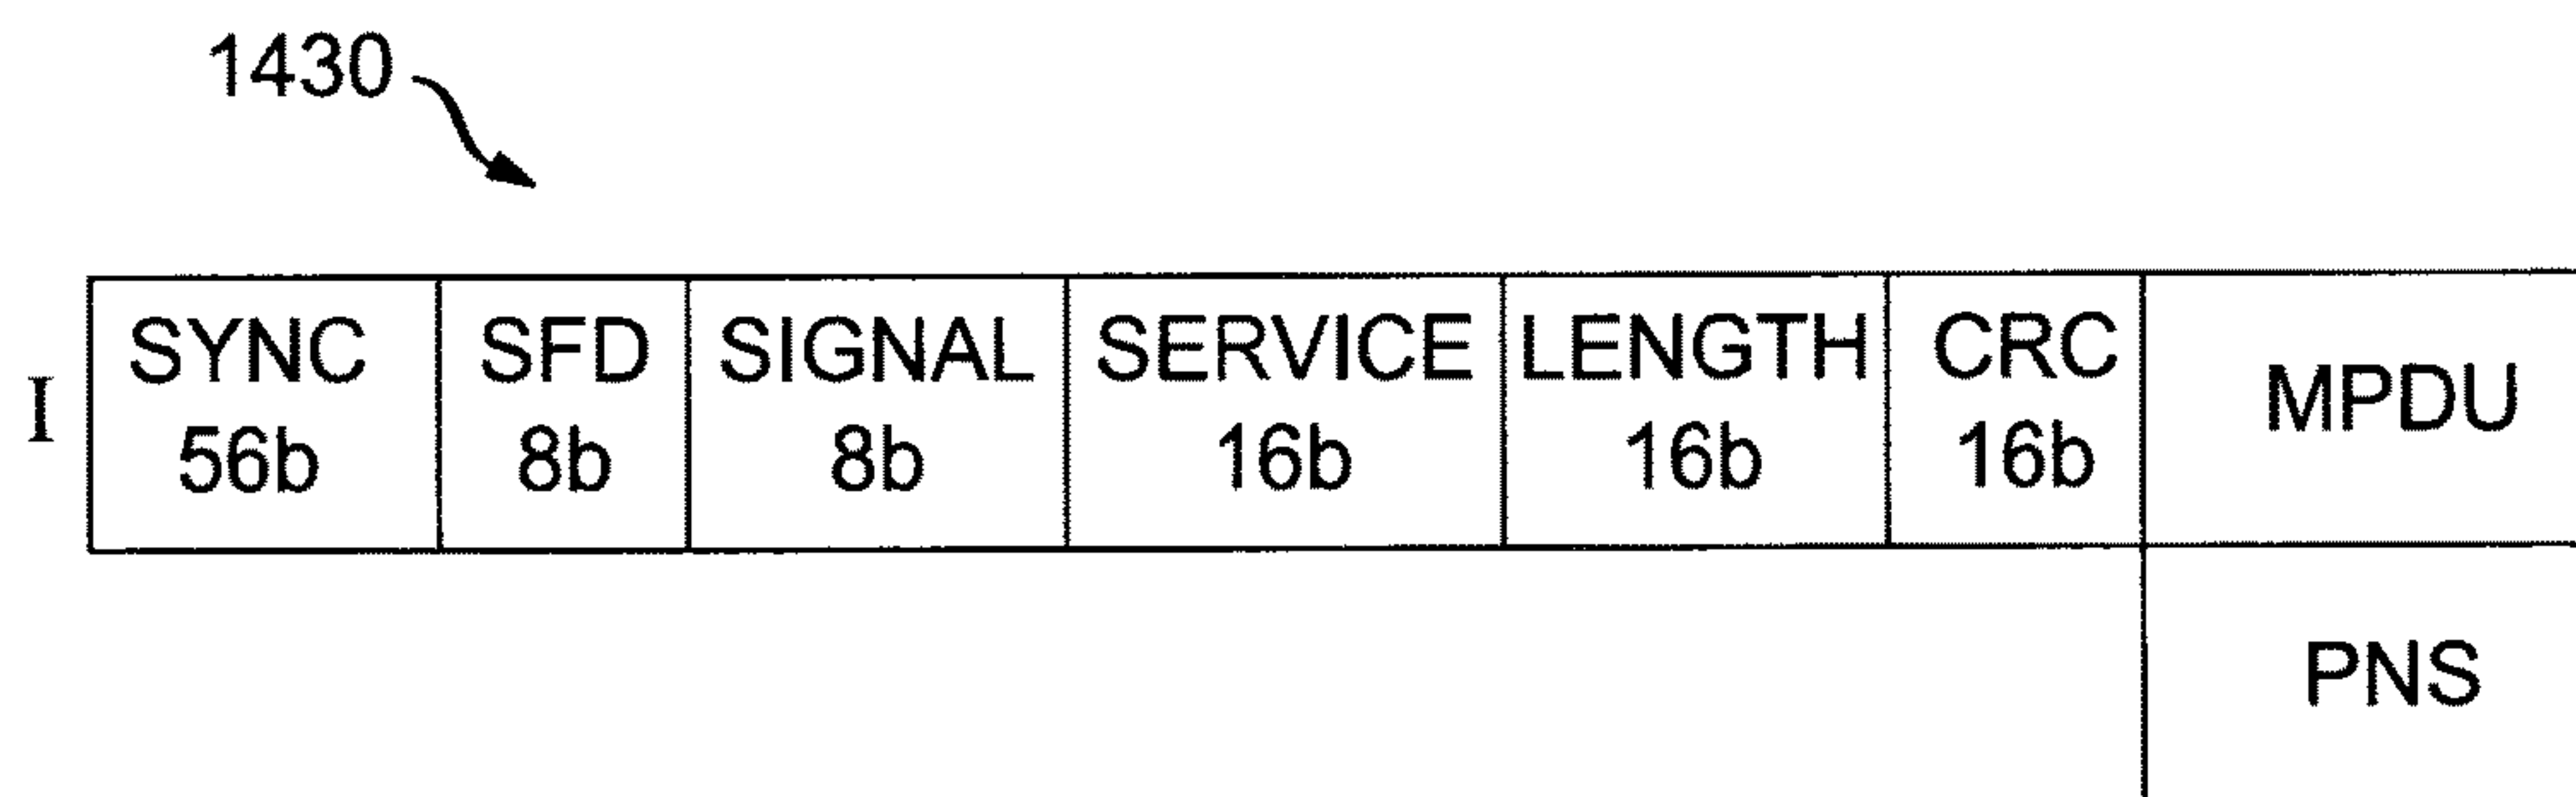 1430
I
SYNC SFD SIGNAL SERVICE LENGTH CRC MPDU
56b 8b 8b 16b 16b 16b
PNS